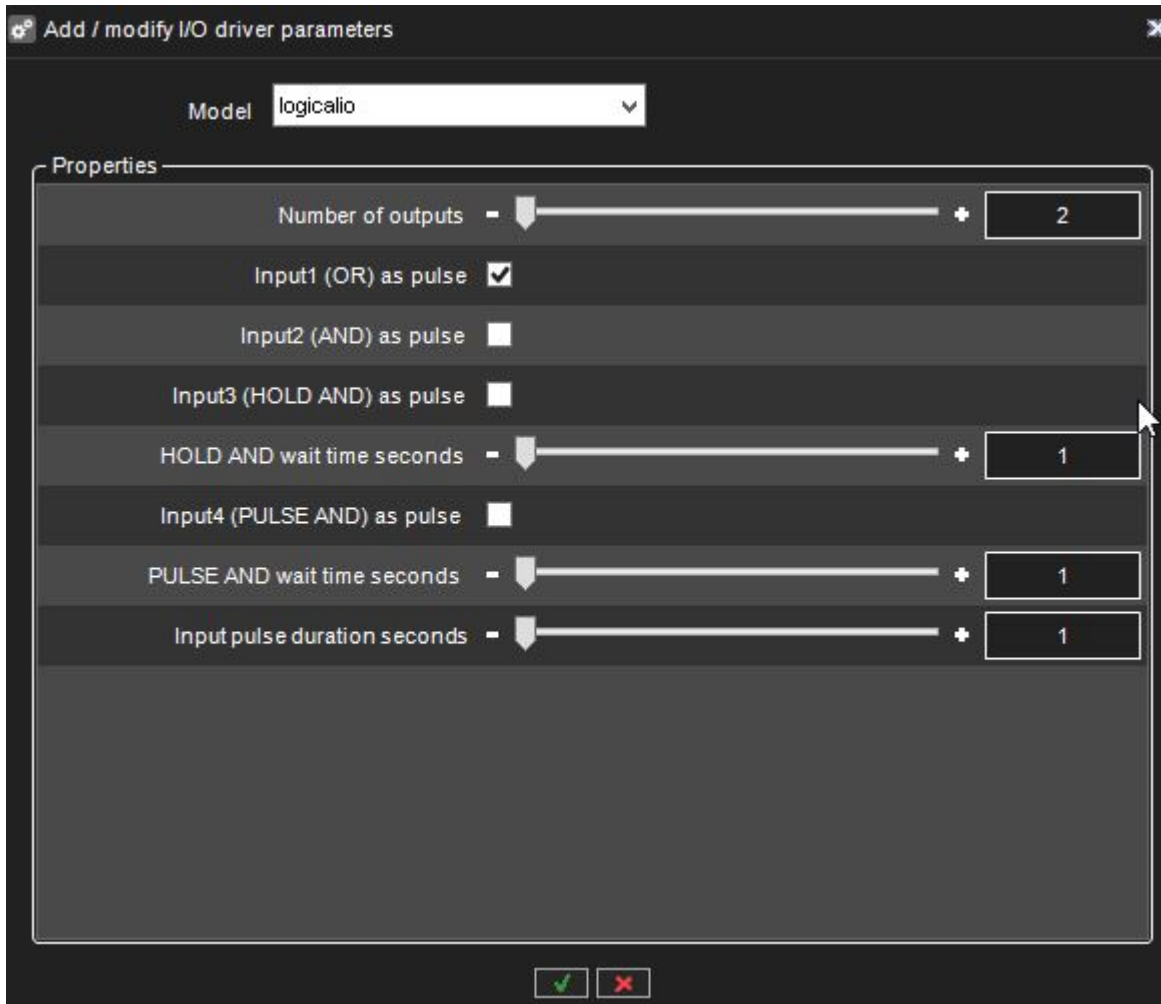 Add / modify I/O driver parameters
Model logicalio
Properties
Number of outputs - + 2
Input1 (OR) as pulse
Input2 (AND) as pulse
Input3 (HOLD AND) as pulse
HOLD AND wait time seconds - + 1
Input4 (PULSE AND) as pulse
PULSE AND wait time seconds - + 1
Input pulse duration seconds - + 1